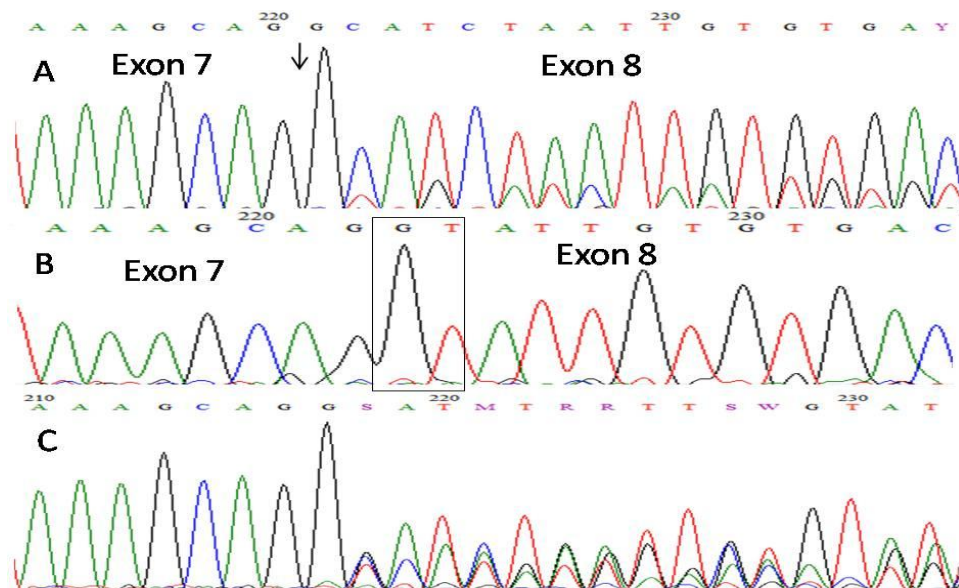 220 230
A A A G C A G G C A T C T A A T T G T G T G A Y
A Exon 7 ↓ Exon 8
220 230
A A A G C A G G T A T T G T G T G A C
B Exon 7 Exon 8
210 220 230
A A A G C A G G S A T M T R R T T S W G T A T
C